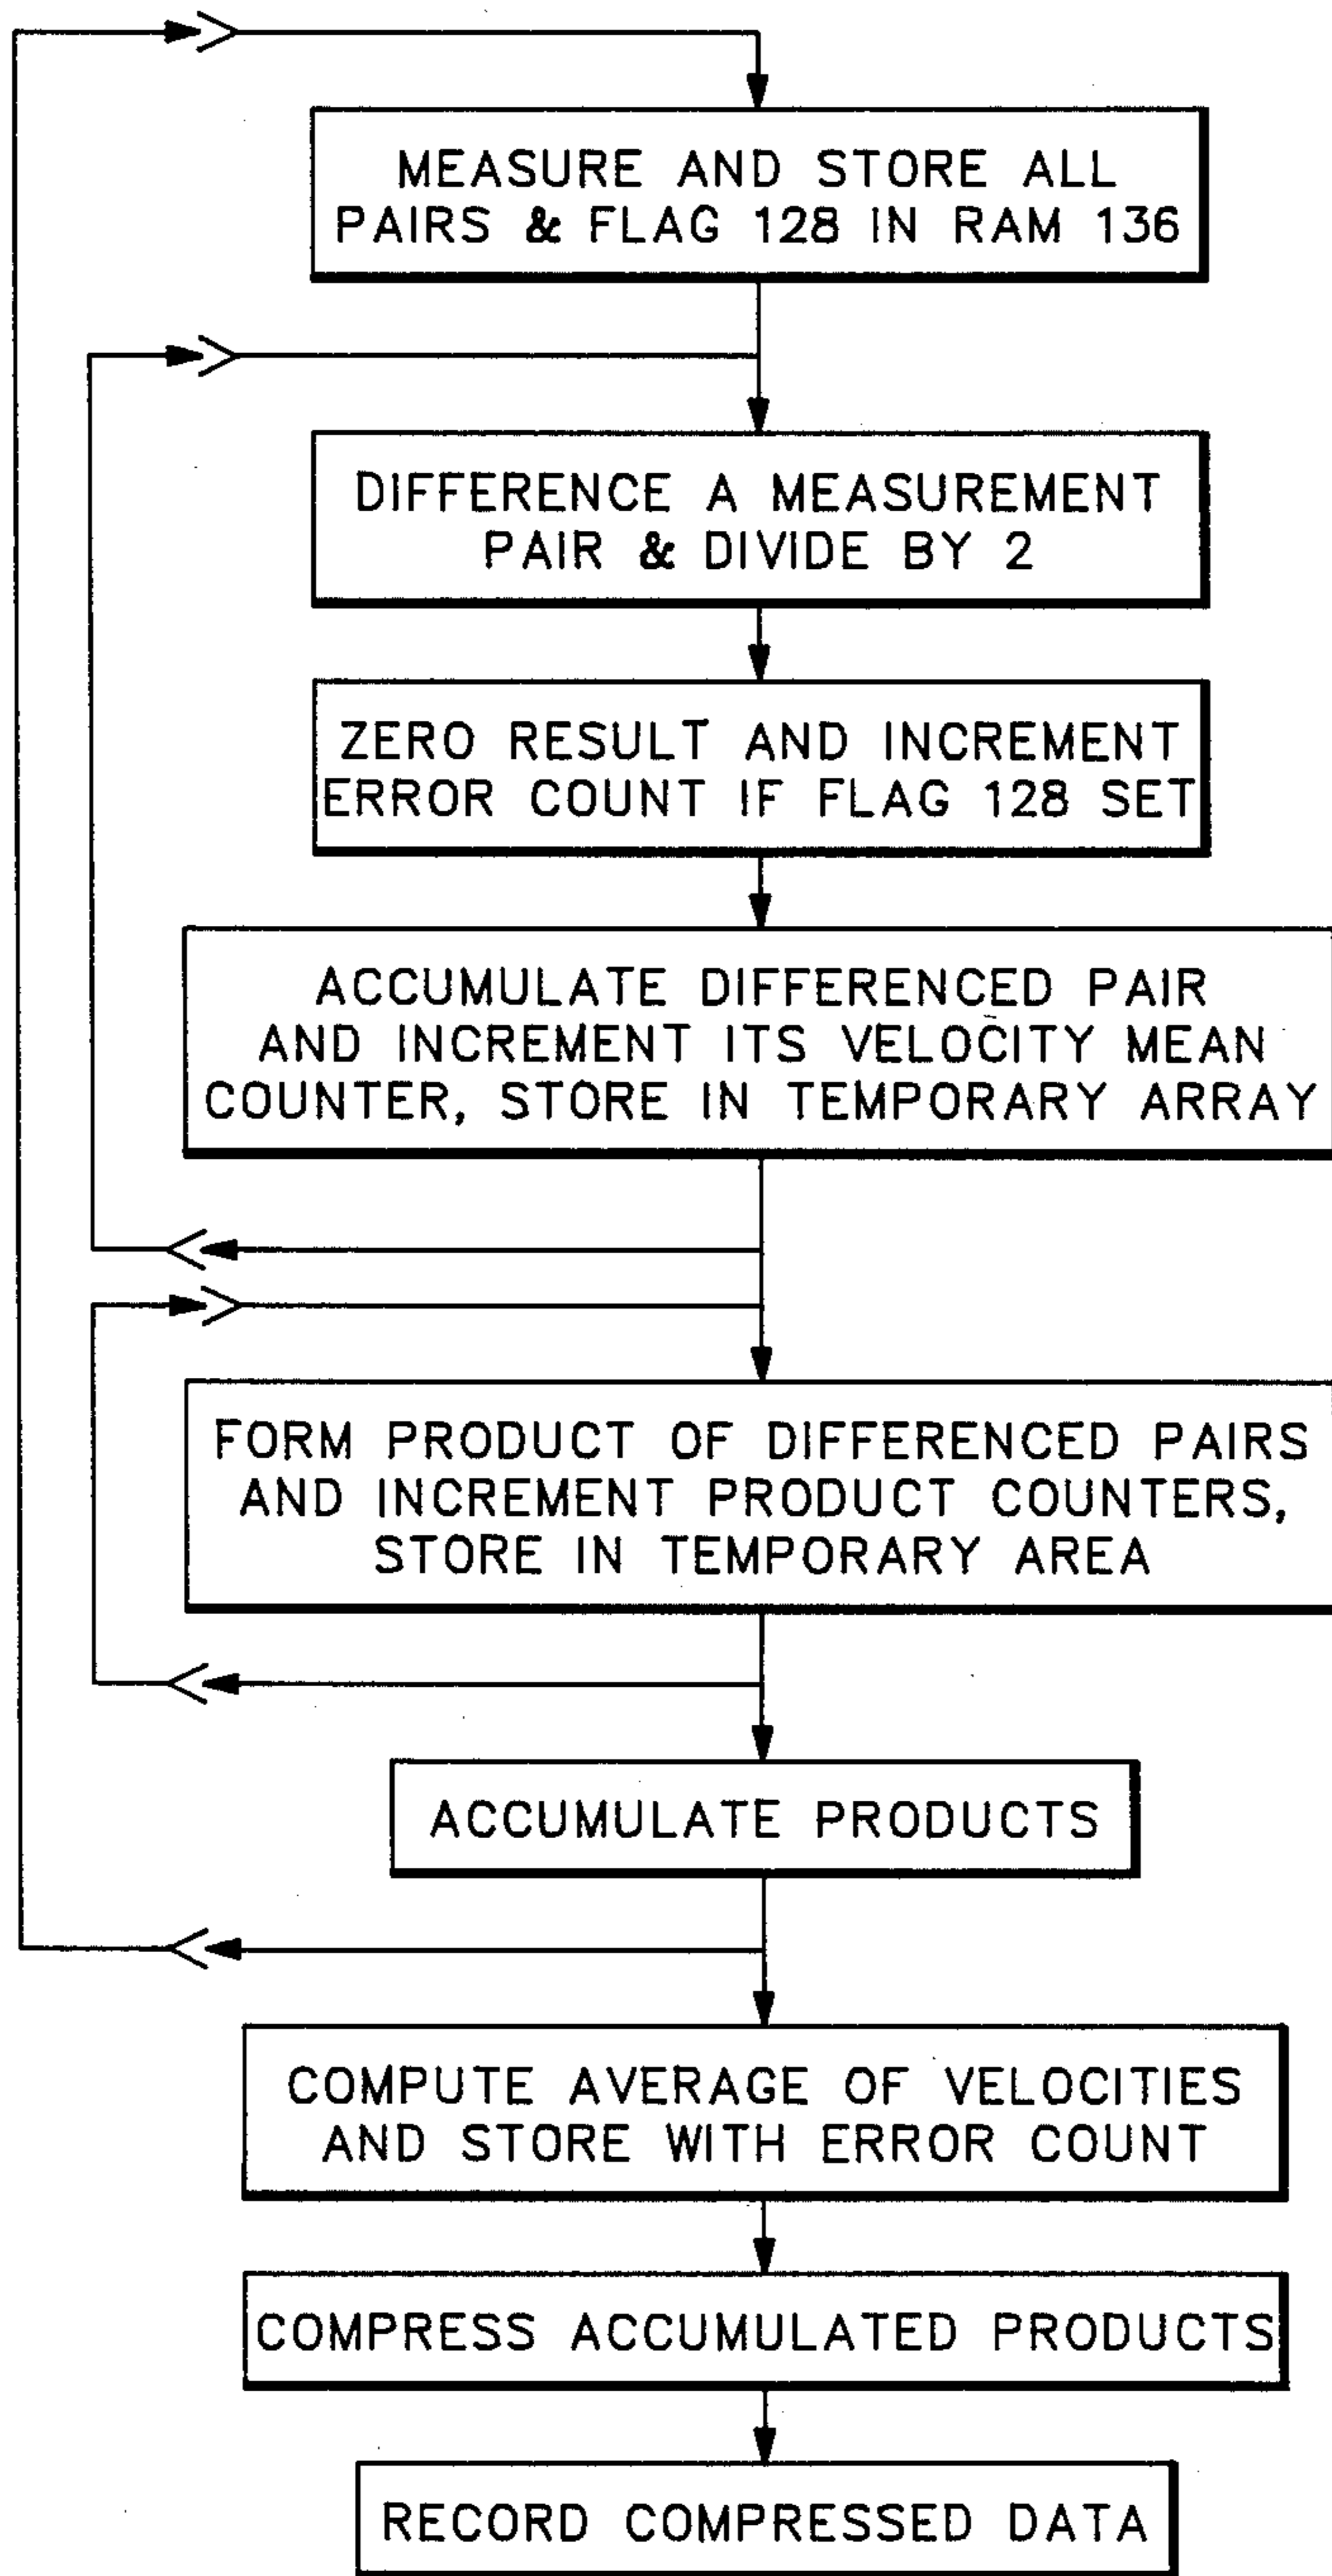 MEASURE AND STORE ALL
PAIRS & FLAG 128 IN RAM 136
DIFFERENCE A MEASUREMENT
PAIR & DIVIDE BY 2
ZERO RESULT AND INCREMENT
ERROR COUNT IF FLAG 128 SET
ACCUMULATE DIFFERENCED PAIR
AND INCREMENT ITS VELOCITY MEAN
COUNTER, STORE IN TEMPORARY ARRAY
FORM PRODUCT OF DIFFERENCED PAIRS
AND INCREMENT PRODUCT COUNTERS,
STORE IN TEMPORARY AREA
ACCUMULATE PRODUCTS
COMPUTE AVERAGE OF VELOCITIES
AND STORE WITH ERROR COUNT
COMPRESS ACCUMULATED PRODUCTS
RECORD COMPRESSED DATA